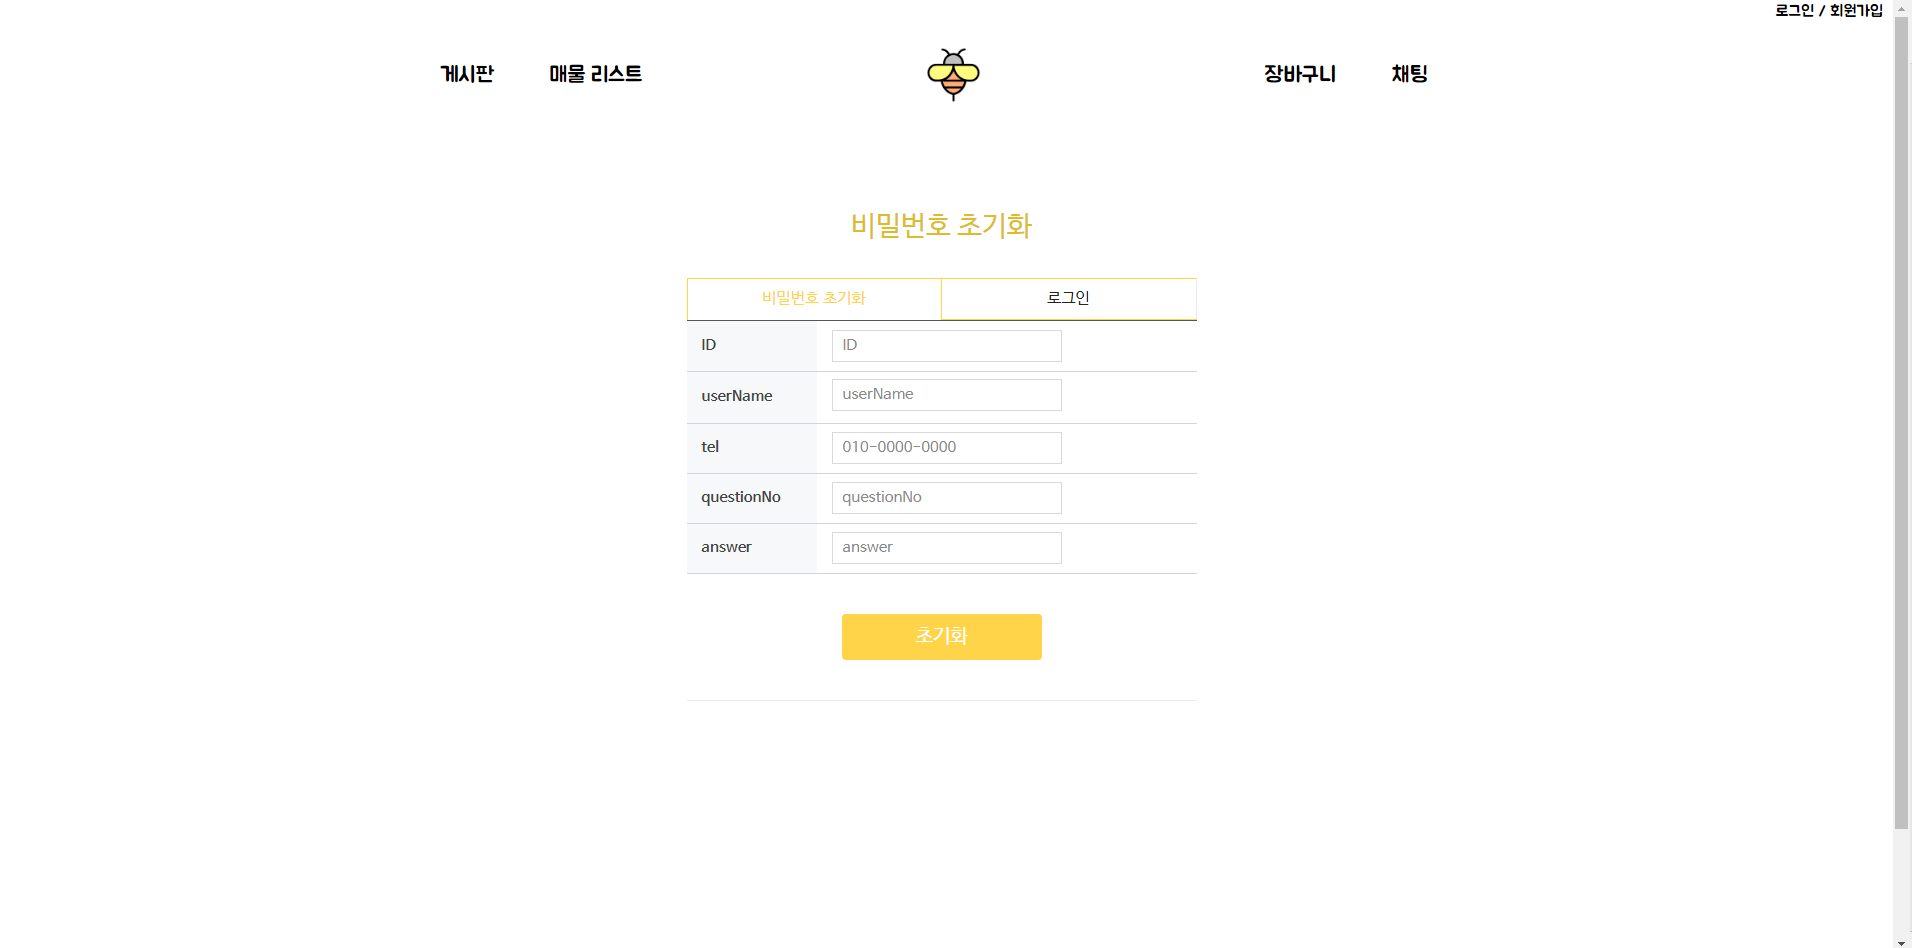 로그인 / 회원가입
게시판 매물 리스트 장바구니 채팅
비밀번호 초기화
비밀번호 초기화 로그인
ID ID
userName userName
tel 010-0000-0000
questionNo questionNo
answer answer
초기화